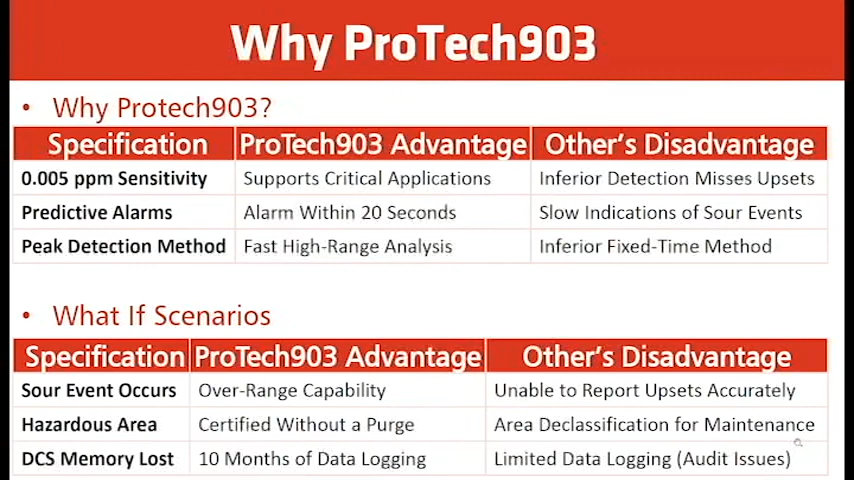 Why ProTech903
• Why Protech903?
Specification ProTech903 Advantage Other's Disadvantage
0.005 ppm Sensitivity Supports Critical Applications Inferior Detection Misses Upsets
Predictive Alarms Alarm Within 20 Seconds Slow Indications of Sour Events
Peak Detection Method Fast High-Range Analysis Inferior Fixed-Time Method
• What If Scenarios
Specification ProTech903 Advantage Other's Disadvantage
Sour Event Occurs Over-Range Capability Unable to Report Upsets Accurately
Hazardous Area Certified Without a Purge Area Declassification for Maintenance
DCS Memory Lost 10 Months of Data Logging Limited Data Logging (Audit Issues)